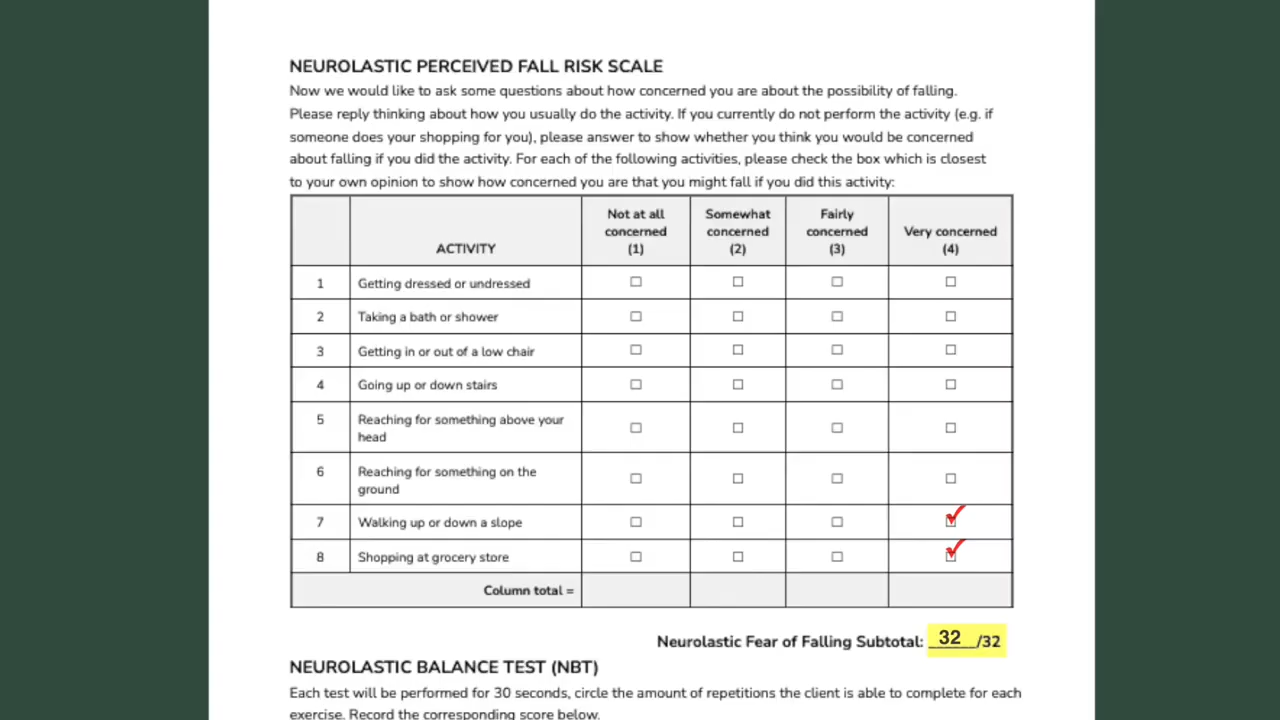 NEUROLASTIC PERCEIVED FALL RISK SCALE
Now we would like to ask some questions about how concerned you are about the possibility of falling.
Please reply thinking about how you usually do the activity. If you currently do not perform the activity (e.g. if
someone does your shopping for you), please answer to show whether you think you would be concerned
about falling if you did the activity. For each of the following activities, please check the box which is closest
to your own opinion to show how concerned you are that you might fall if you did this activity:
ACTIVITY
Not at all
concerned
(1)
Somewhat
concerned
(2)
Fairly
concerned
(3)
Very concerned
(4)
1 Getting dressed or undressed ☐ ☐ ☐ ☐
2 Taking a bath or shower ☐ ☐ ☐ ☐
3 Getting in or out of a low chair ☐ ☐ ☐ ☐
4 Going up or down stairs ☐ ☐ ☐ ☐
5 Reaching for something above your
head ☐ ☐ ☐ ☐
6 Reaching for something on the
ground ☐ ☐ ☐ ☐
7 Walking up or down a slope ☐ ☐ ☐ ✓
8 Shopping at grocery store ☐ ☐ ☐ ✓
Column total =
Neurolastic Fear of Falling Subtotal: 32/32
NEUROLASTIC BALANCE TEST (NBT)
Each test will be performed for 30 seconds, circle the amount of repetitions the client is able to complete for each
exercise. Record the corresponding score below.